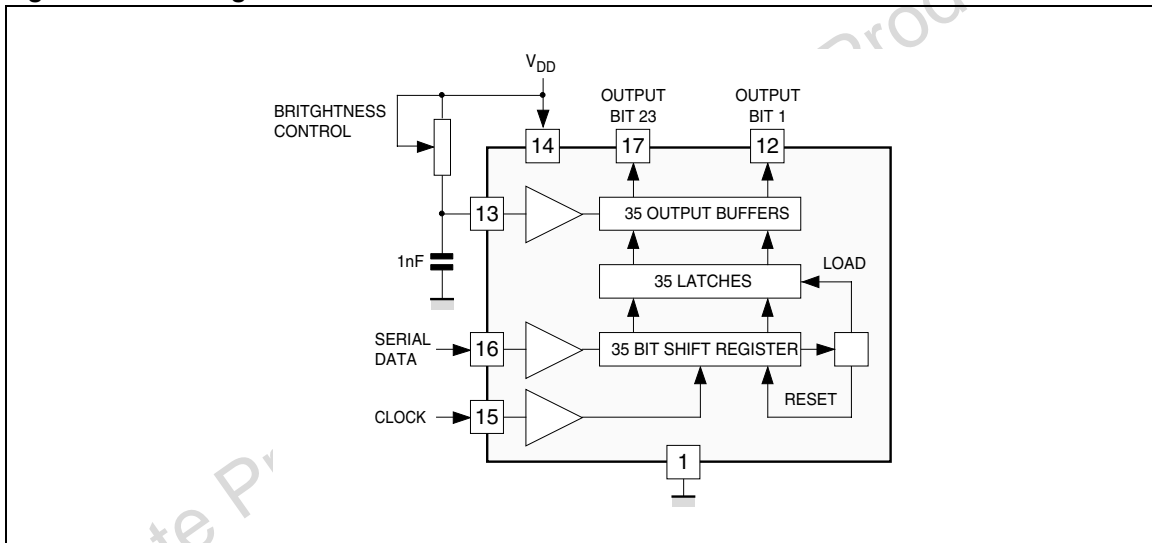 VDD
BRITGHTNESS
CONTROL
OUTPUT
BIT 23
OUTPUT
BIT 1
14
17
12
13
35 OUTPUT BUFFERS
1nF
LOAD
35 LATCHES
SERIAL
DATA
16
35 BIT SHIFT REGISTER
RESET
CLOCK
15
1